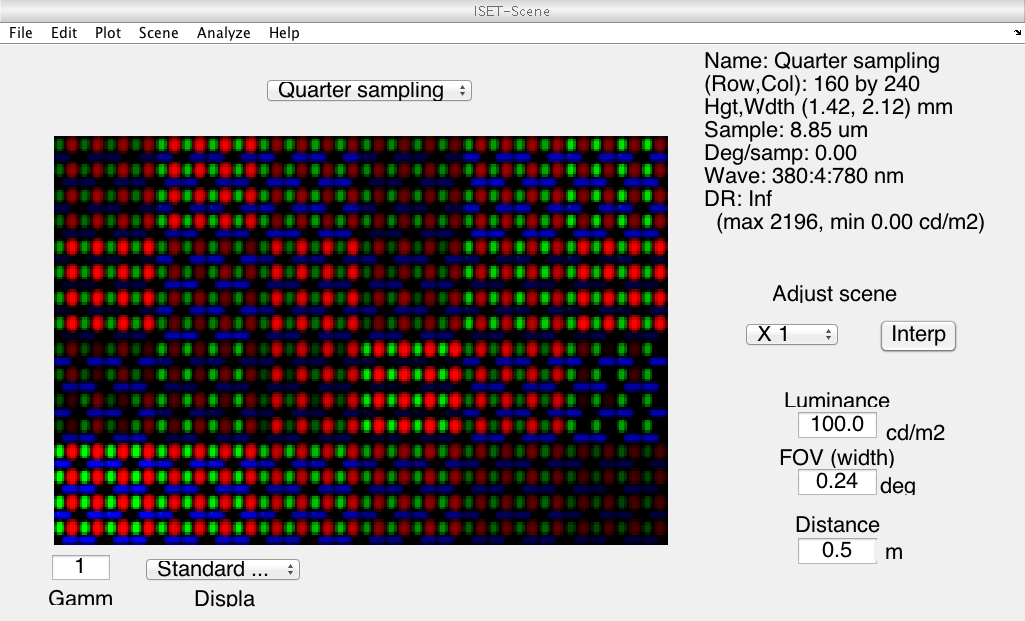 ISET-Scene
File Edit Plot Scene Analyze Help
Quarter sampling
Name: Quarter sampling
(Row,Col): 160 by 240
Hgt,Wdth (1.42, 2.12) mm
Sample: 8.85 um
Deg/samp: 0.00
Wave: 380:4:780 nm
DR: Inf
(max 2196, min 0.00 cd/m2)
Adjust scene
X 1 Interp
Luminance
100.0 cd/m2
FOV (width)
0.24 deg
Distance
0.5 m
1 Standard ...
Gamm Displa